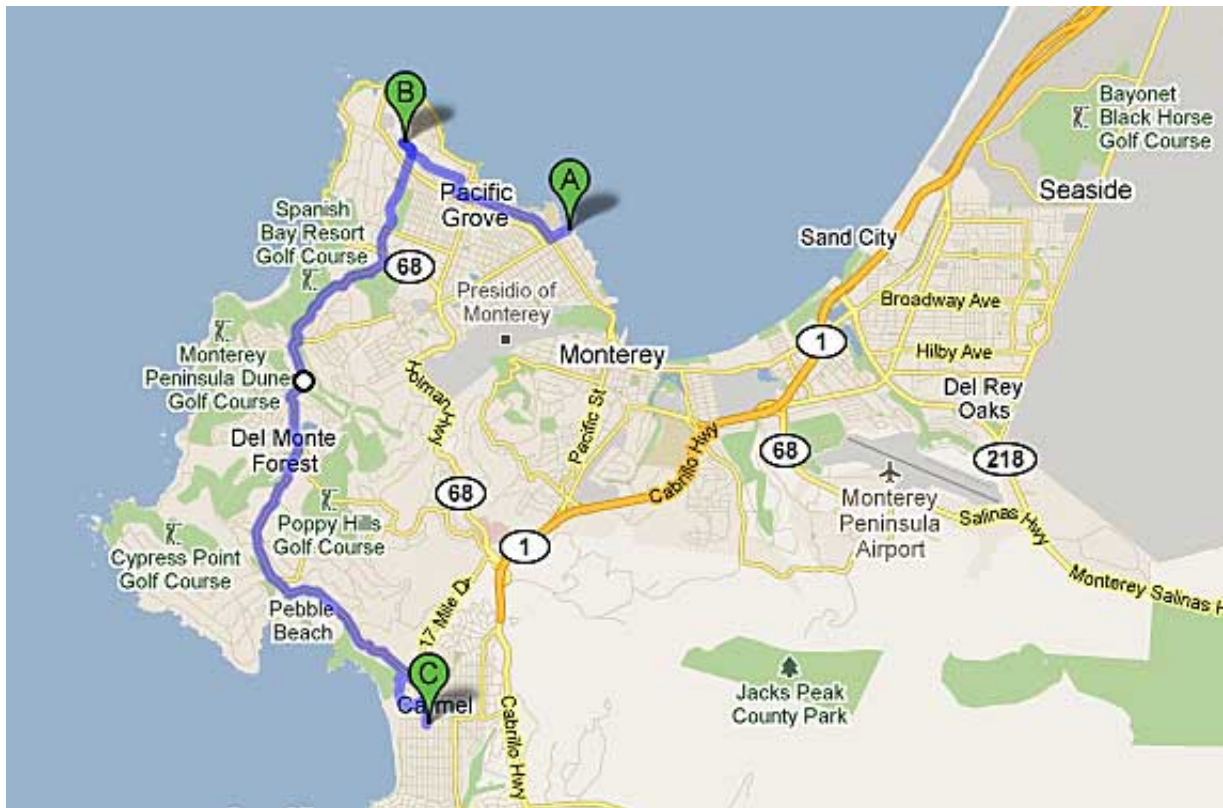 B
Bayonet
Black Horse
Golf Course
A
Pacific
Grove
Seaside
Spanish
Bay Resort
Golf Course
68
Sand City
Presidio of
Monterey
Broadway Ave
1
Monterey
Peninsula Dune
Golf Course
Monterey
Hilby Ave
Holman Hwy
Pacific St
Del Rey
Oaks
Del Monte
Forest
68
218
Cabrillo Hwy
68
Monterey
Peninsula
Airport
Salinas Hwy
Poppy Hills
Golf Course
Cypress Point
Golf Course
1
Monterey Salinas H
Pebble
Beach
17 Mile Dr
C
Carmel
Cabrillo Hwy
Jacks Peak
County Park